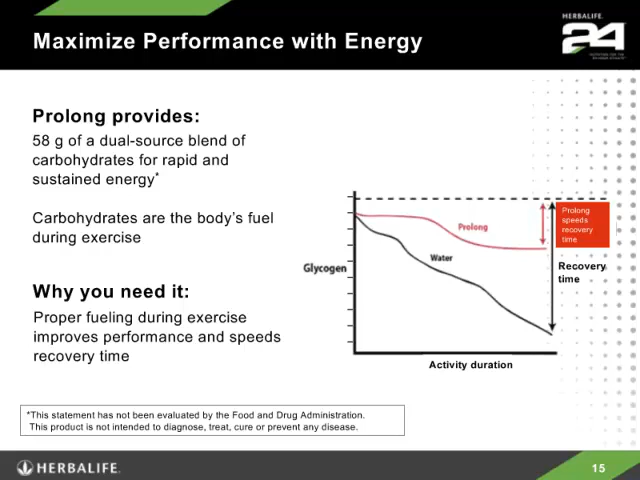 HERBALIFE
24
Maximize Performance with Energy
Prolong provides:
58 g of a dual-source blend of
carbohydrates for rapid and
sustained energy*
Carbohydrates are the body's fuel
during exercise
Why you need it:
Proper fueling during exercise
improves performance and speeds
recovery time
Glycogen
Prolong
Water
Prolong
speeds
recovery
time
Recovery
time
Activity duration
*This statement has not been evaluated by the Food and Drug Administration.
This product is not intended to diagnose, treat, cure or prevent any disease.
HERBALIFE.
15